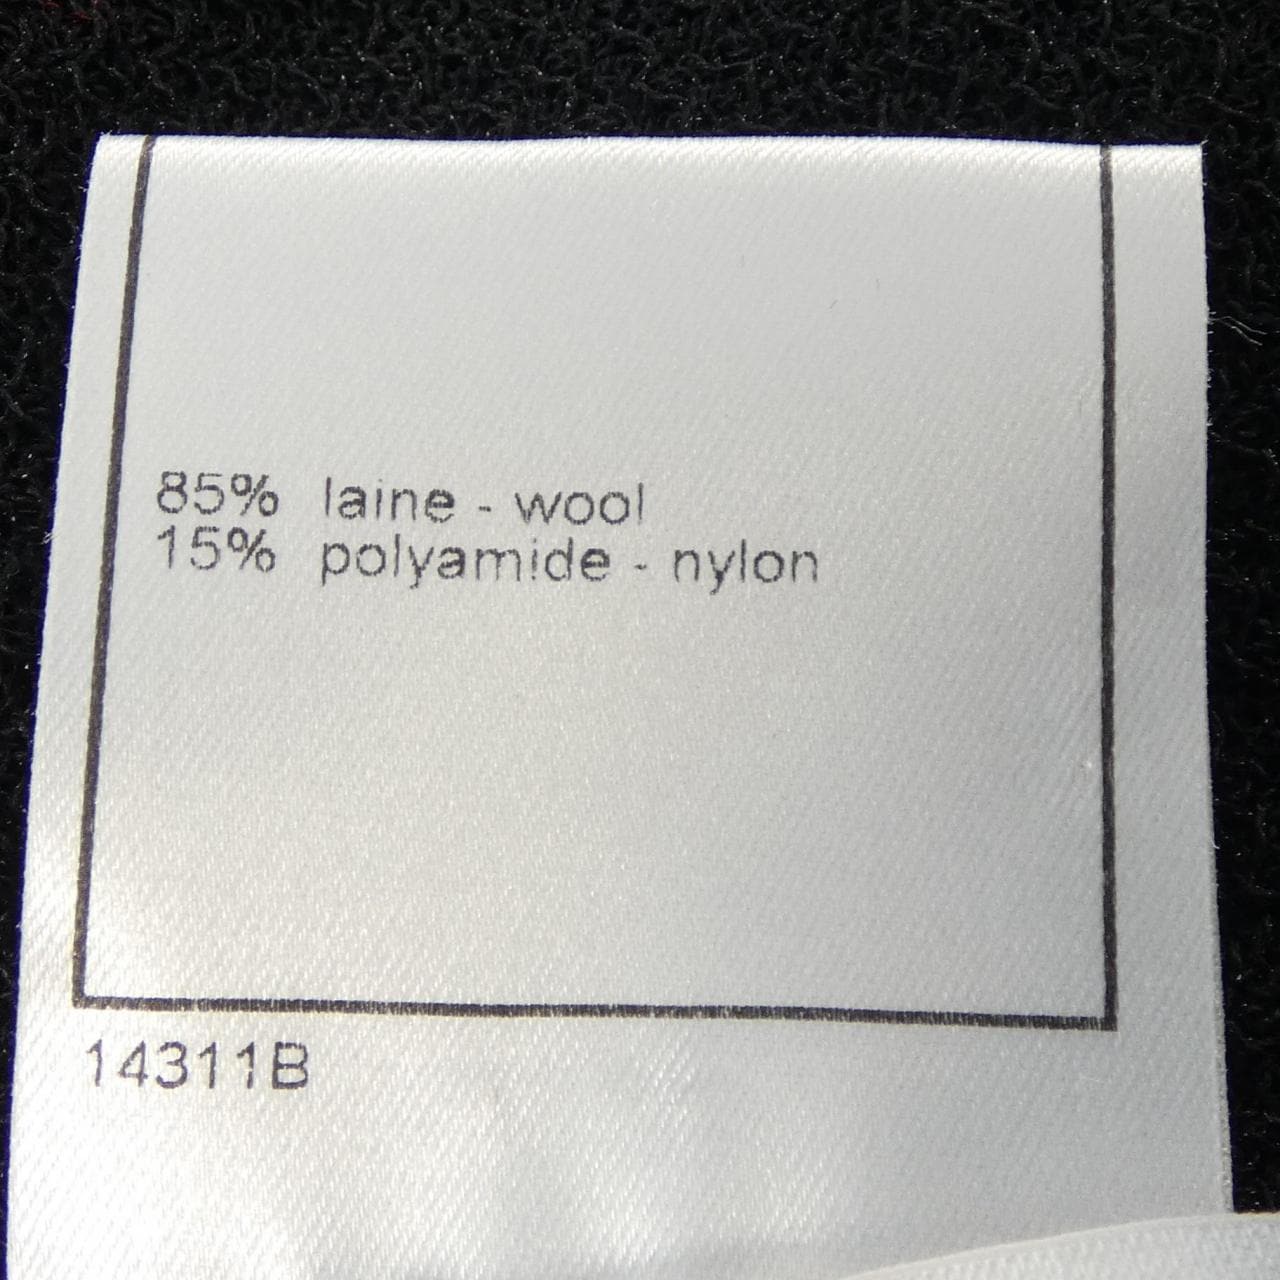 85% laine - wool
15% polyamide - nylon
14311B